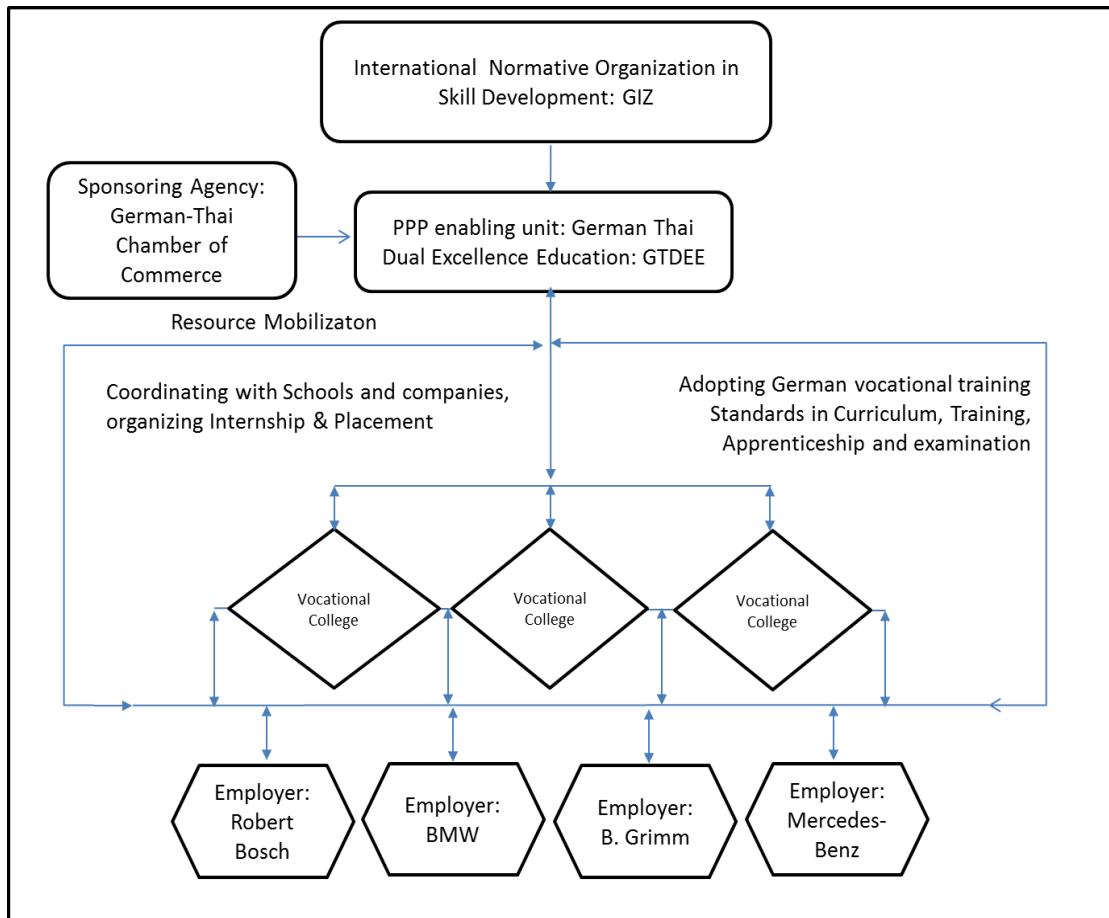 International Normative Organization in
Skill Development: GIZ
Sponsoring Agency:
German-Thai
Chamber of
Commerce
PPP enabling unit: German Thai
Dual Excellence Education: GTDEE
Resource Mobilizaton
Coordinating with Schools and companies,
organizing Internship & Placement
Adopting German vocational training
Standards in Curriculum, Training,
Apprenticeship and examination
Vocational
College
Vocational
College
Vocational
College
Employer:
Robert
Bosch
Employer:
BMW
Employer:
B. Grimm
Employer:
Mercedes-
Benz